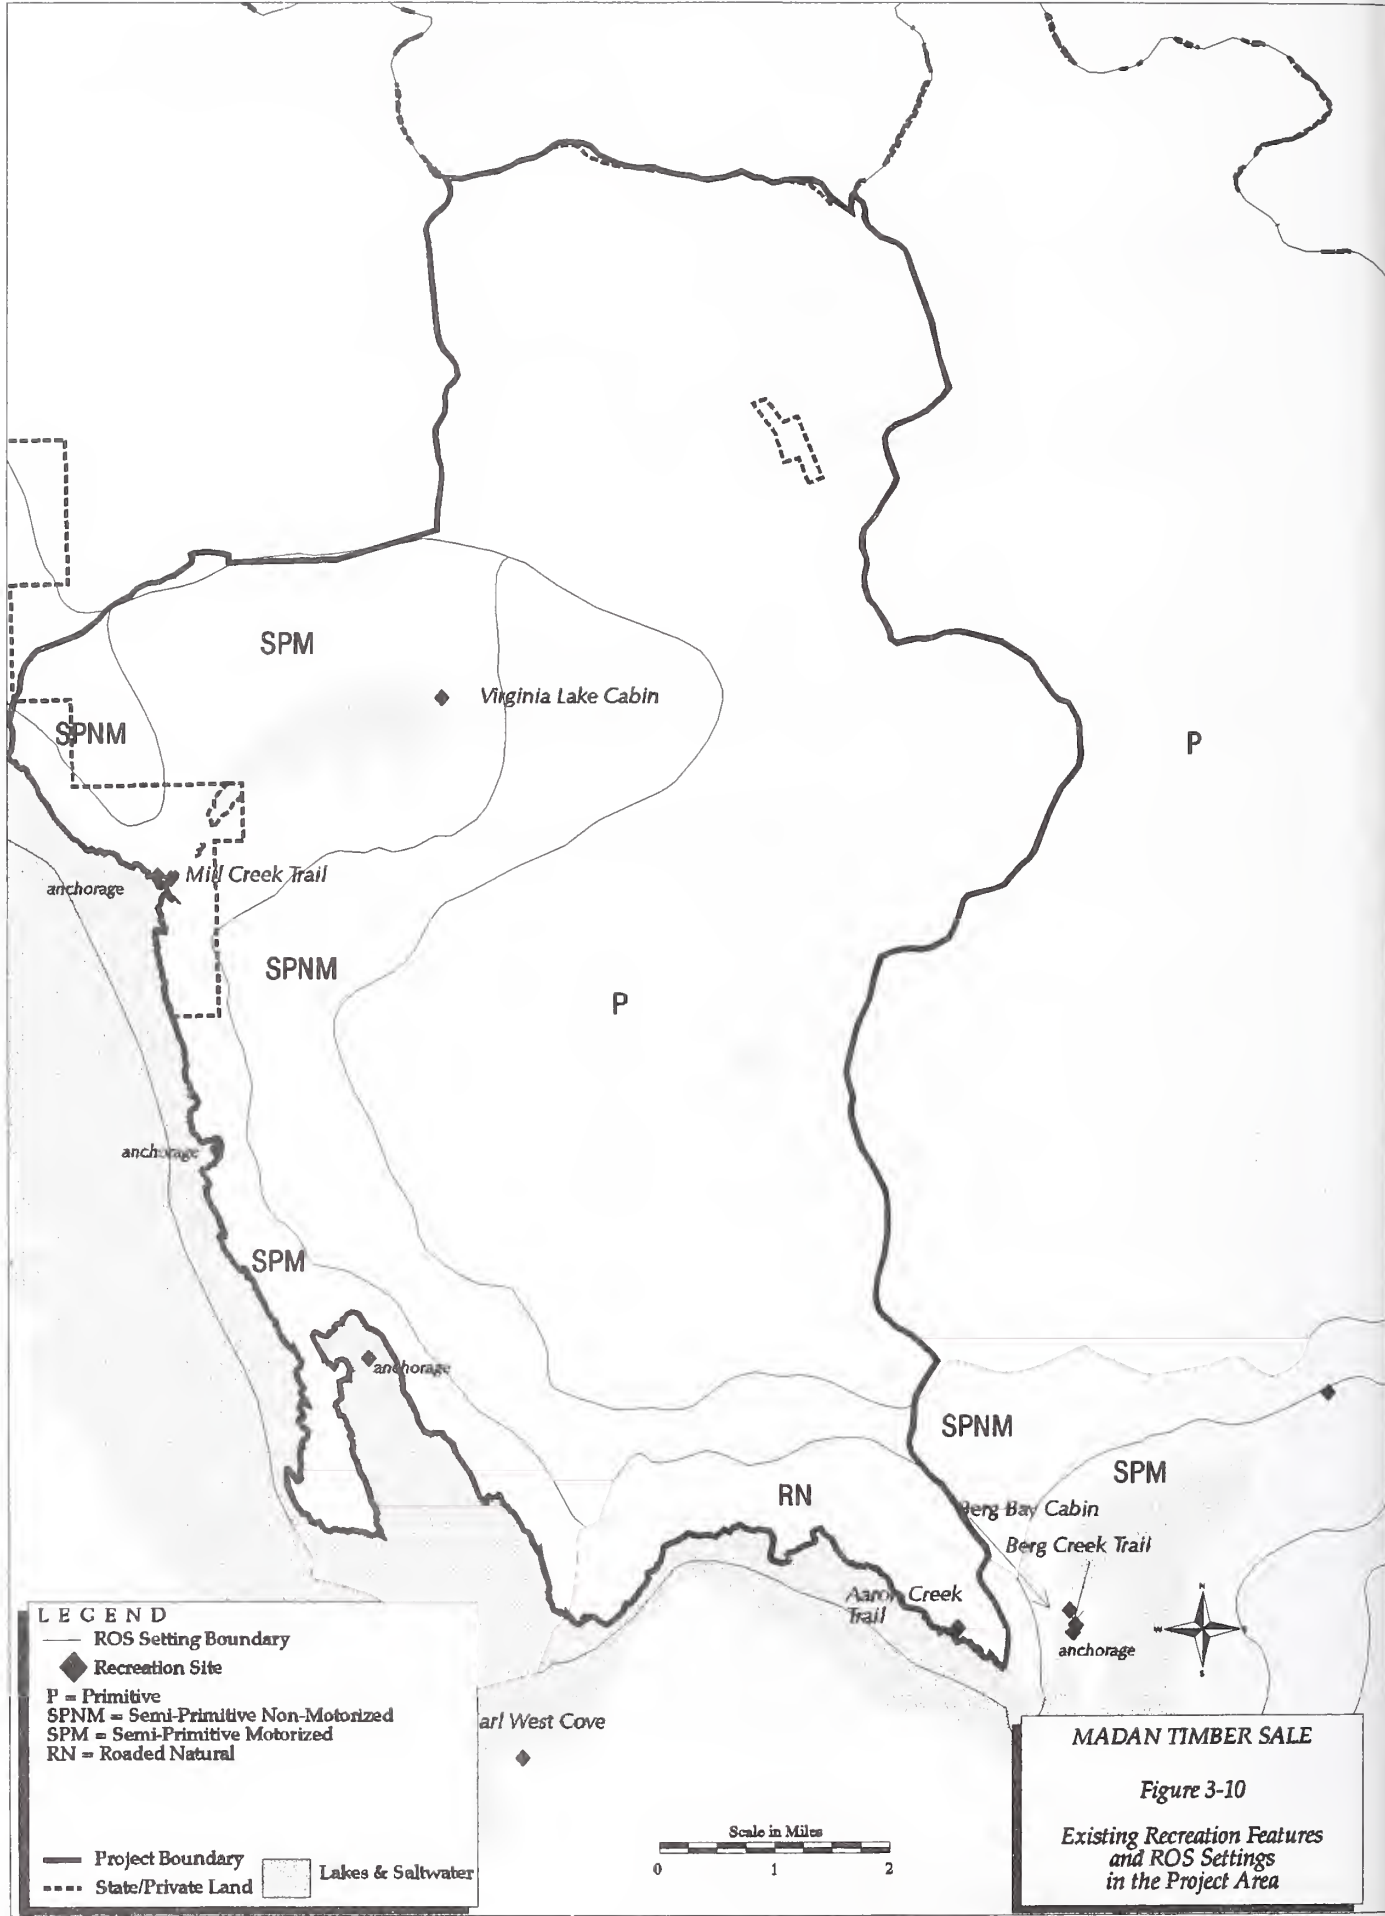 SPM
Virginia Lake Cabin
SPNM
P
Mill Creek Trail
anchorage
SPNM
P
anchorage
SPM
anchorage
SPNM
SPM
RN
Berg Bay Cabin
Berg Creek Trail
Aaron Creek
Trail
N
W
S
anchorage
LEGEND
ROS Setting Boundary
Recreation Site
P = Primitive
SPNM = Semi-Primitive Non-Motorized
SPM = Semi-Primitive Motorized
RN = Roaded Natural
Project Boundary
State/Private Land
Lakes & Saltwater
arl West Cove
Scale in Miles
0 1 2
MADAN TIMBER SALE
Figure 3-10
Existing Recreation Features
and ROS Settings
in the Project Area